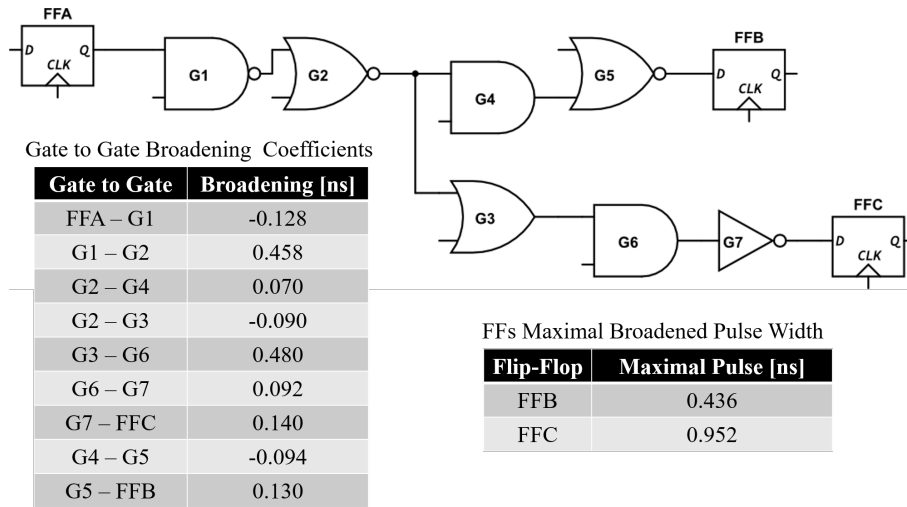 FFA
D Q
CLK
G1
G2
G4
G5
FFB
D Q
CLK
G3
G6
G7
FFC
D Q
CLK
Gate to Gate Broadening Coefficients
Gate to Gate Broadening [ns]
FFA – G1 -0.128
G1 – G2 0.458
G2 – G4 0.070
G2 – G3 -0.090
G3 – G6 0.480
G6 – G7 0.092
G7 – FFC 0.140
G4 – G5 -0.094
G5 – FFB 0.130
FFs Maximal Broadened Pulse Width
Flip-Flop Maximal Pulse [ns]
FFB 0.436
FFC 0.952